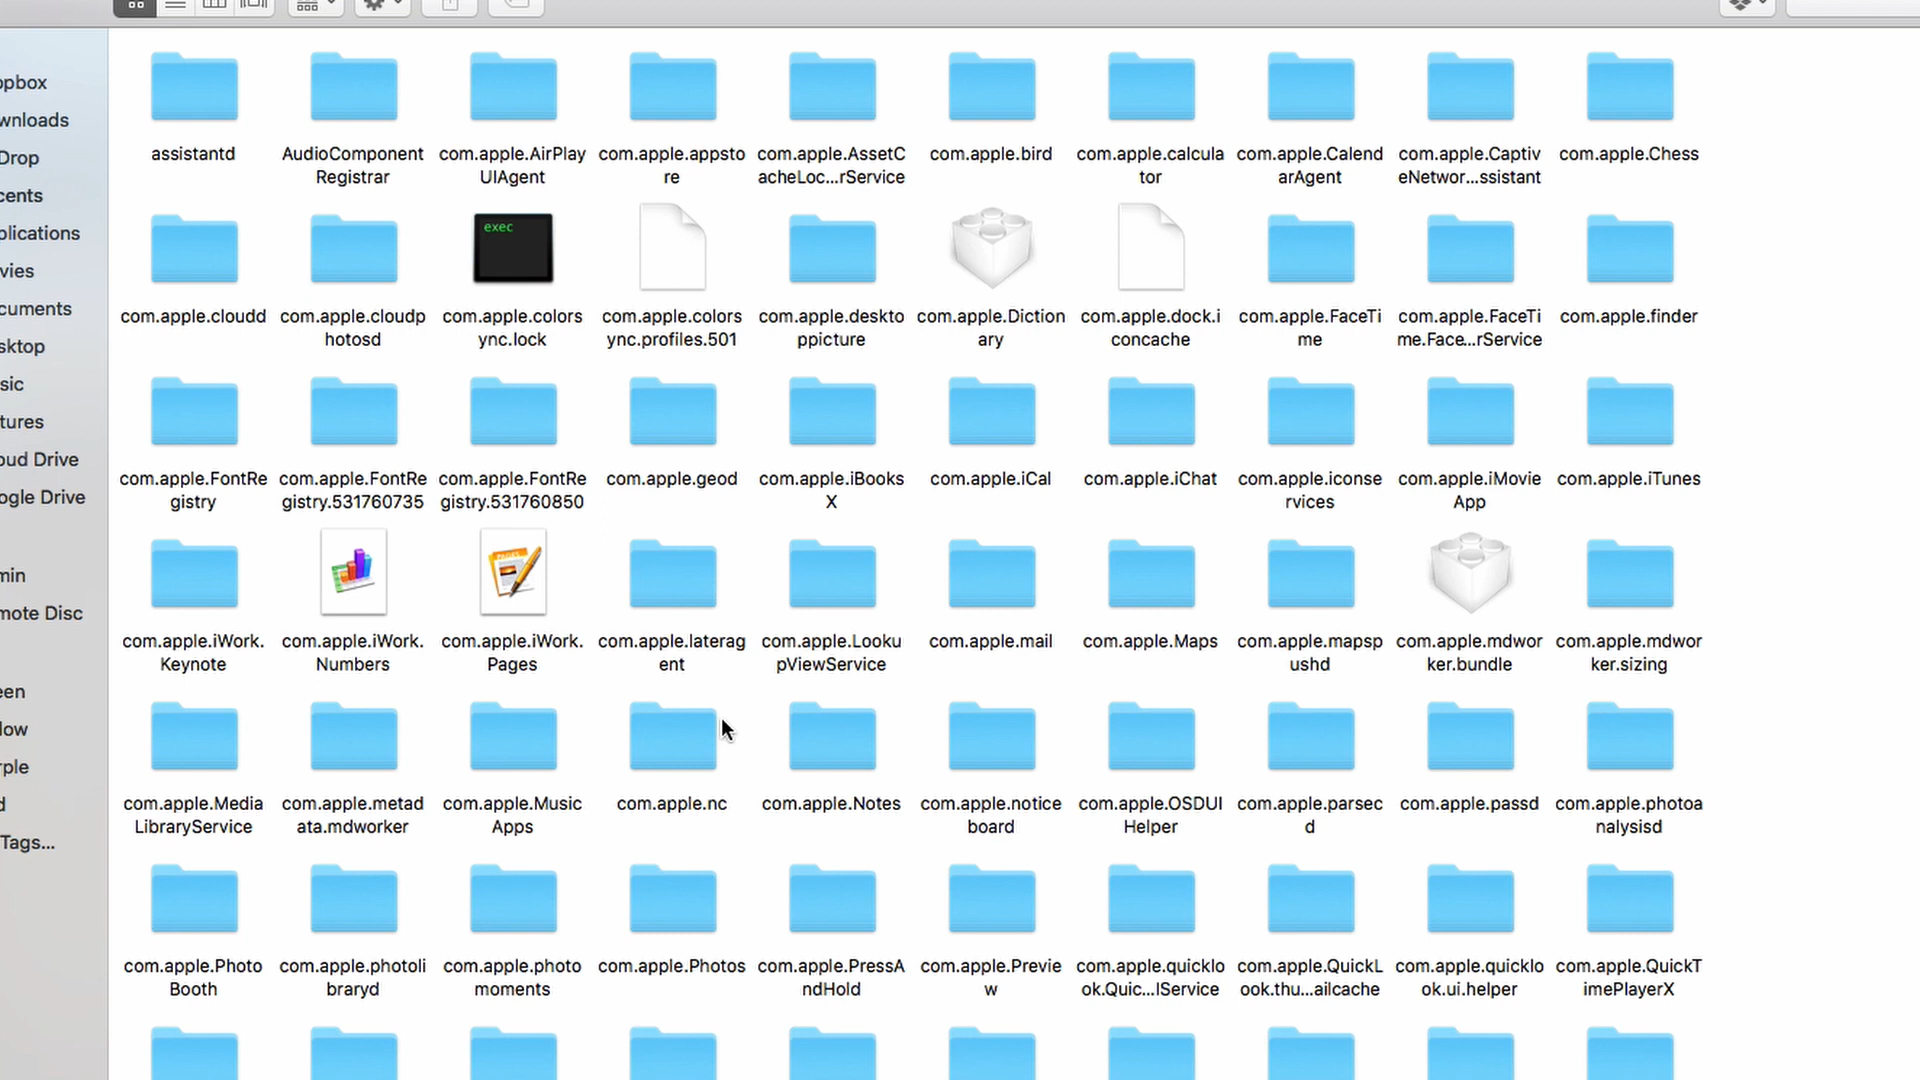 opbox
wnloads
Drop
cents
plications
vies
cuments
sktop
sic
tures
oud Drive
ogle Drive
min
mote Disc
een
low
rple
d
Tags...
assistantd
AudioComponent
Registrar
com.apple.AirPlay
UIAgent
com.apple.appsto
re
com.apple.AssetC
acheLoc...rService
com.apple.bird
com.apple.calcula
tor
com.apple.Calend
arAgent
com.apple.Captiv
eNetwor...ssistant
com.apple.Chess
com.apple.cloudd
com.apple.cloudp
hotosd
exec
com.apple.colors
ync.lock
com.apple.colors
ync.profiles.501
com.apple.deskto
ppicture
com.apple.Diction
ary
com.apple.dock.i
concache
com.apple.FaceTi
me
com.apple.FaceTi
me.Face...rService
com.apple.finder
com.apple.FontRe
gistry
com.apple.FontRe
gistry.531760735
com.apple.FontRe
gistry.531760850
com.apple.geod
com.apple.iBooks
X
com.apple.iCal
com.apple.iChat
com.apple.iconse
rvices
com.apple.iMovie
App
com.apple.iTunes
com.apple.iWork.
Keynote
com.apple.iWork.
Numbers
PAGES
com.apple.iWork.
Pages
com.apple.laterag
ent
com.apple.Looku
pViewService
com.apple.mail
com.apple.Maps
com.apple.mapsp
ushd
com.apple.mdwor
ker.bundle
com.apple.mdwor
ker.sizing
com.apple.Media
LibraryService
com.apple.metad
ata.mdworker
com.apple.Music
Apps
com.apple.nc
com.apple.Notes
com.apple.notice
board
com.apple.OSDUI
Helper
com.apple.parsec
d
com.apple.passd
com.apple.photoa
nalysisd
com.apple.Photo
Booth
com.apple.photoli
braryd
com.apple.photo
moments
com.apple.Photos
com.apple.PressA
ndHold
com.apple.Previe
w
com.apple.quicklo
ok.Quic...lService
com.apple.QuickL
ook.thu...ailcache
com.apple.quicklo
ok.ui.helper
com.apple.QuickT
imePlayerX